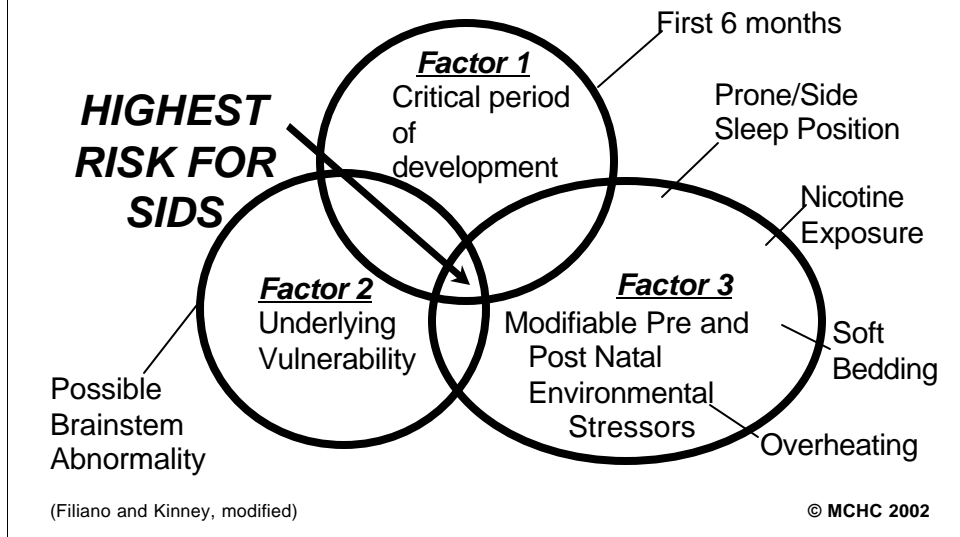 HIGHEST
RISK FOR
SIDS
Factor 1
Critical period
of
development
First 6 months
Factor 2
Underlying
Vulnerability
Possible
Brainstem
Abnormality
Factor 3
Modifiable Pre and
Post Natal
Environmental
Stressors
Prone/Side
Sleep Position
Nicotine
Exposure
Soft
Bedding
Overheating
(Filiano and Kinney, modified)
© MCHC 2002